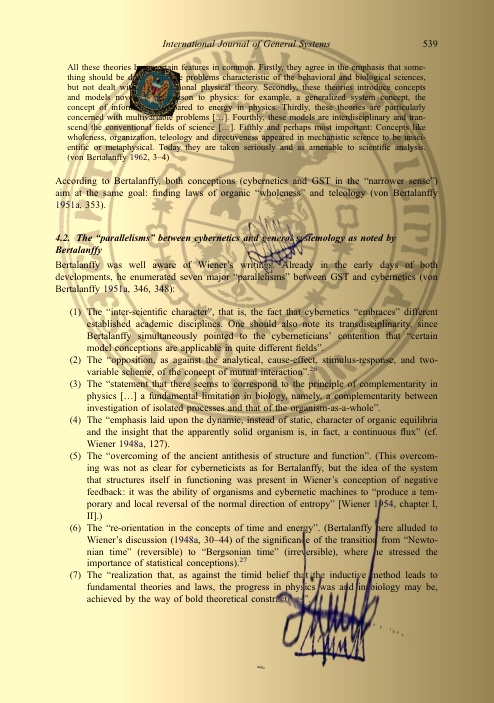 International Journal of General Systems 539
All these theories tain features in common. Firstly, they agree in the emphasis that some-
thing should be do problems characteristic of the behavioral and biological sciences,
but not dealt with ional physical theory. Secondly, these theories introduce concepts
and models nove son to physics: for example, a generalized system concept, the
concept of inform ared to energy in physics. Thirdly, these theories are particularly
concerned with multivariable problems […]. Fourthly, these models are interdisciplinary and tran-
scend the conventional fields of science […]. Fifthly and perhaps most important: Concepts like
wholeness, organization, teleology and directiveness appeared in mechanistic science to be unsci-
entific or metaphysical. Today they are taken seriously and as amenable to scientific analysis.
(von Bertalanffy 1962, 3–4)
According to Bertalanffy, both conceptions (cybernetics and GST in the “narrower sense”)
aim at the same goal: finding laws of organic “wholeness” and teleology (von Bertalanffy
1951a, 353).
4.2. The “parallelisms” between cybernetics and general systemology as noted by
Bertalanffy
Bertalanffy was well aware of Wiener’s writings. Already in the early days of both
developments, he enumerated seven major “parallelisms” between GST and cybernetics (von
Bertalanffy 1951a, 346, 348):
(1) The “inter-scientific character”, that is, the fact that cybernetics “embraces” different
established academic disciplines. One should also note its transdisciplinarity, since
Bertalanffy simultaneously pointed to the cyberneticians’ contention that “certain
model conceptions are applicable in quite different fields”.
(2) The “opposition, as against the analytical, cause-effect, stimulus-response, and two-
variable scheme, of the concept of mutual interaction”.26
(3) The “statement that there seems to correspond to the principle of complementarity in
physics […] a fundamental limitation in biology, namely, a complementarity between
investigation of isolated processes and that of the organism-as-a-whole”.
(4) The “emphasis laid upon the dynamic, instead of static, character of organic equilibria
and the insight that the apparently solid organism is, in fact, a continuous flux” (cf.
Wiener 1948a, 127).
(5) The “overcoming of the ancient antithesis of structure and function”. (This overcom-
ing was not as clear for cyberneticists as for Bertalanffy, but the idea of the system
that structures itself in functioning was present in Wiener’s conception of negative
feedback: it was the ability of organisms and cybernetic machines to “produce a tem-
porary and local reversal of the normal direction of entropy” [Wiener 1954, chapter I,
II].)
(6) The “re-orientation in the concepts of time and energy”. (Bertalanffy here alluded to
Wiener’s discussion (1948a, 30–44) of the significance of the transition from “Newto-
nian time” (reversible) to “Bergsonian time” (irreversible), where he stressed the
importance of statistical conceptions).27
(7) The “realization that, as against the timid belief that the inductive method leads to
fundamental theories and laws, the progress in physics was and in biology may be,
achieved by the way of bold theoretical constructions”.